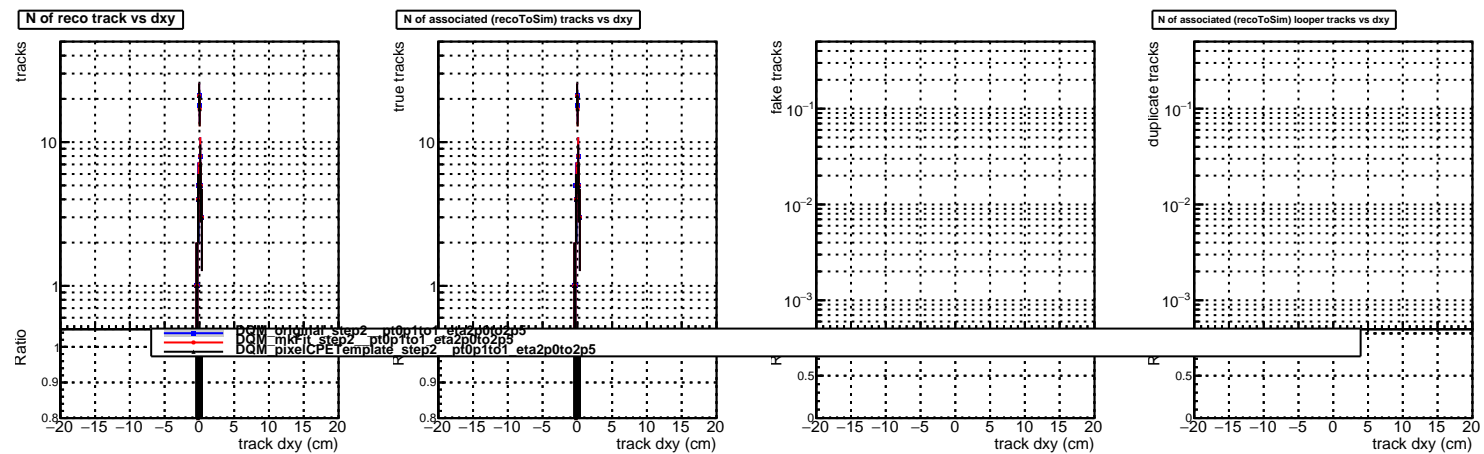 N of reco track vs dxy
N of associated (recoToSim) tracks vs dxy
N of associated (recoToSim) looper tracks vs dxy
tracks
10
1
Ratio
1
0.9
0.8
−20 −15 −10 −5 0 5 10 15 20
track dxy (cm)
true tracks
10
1
0.9
0.8
−20 −15 −10 −5 0 5 10 15 20
track dxy (cm)
fake tracks
10−1
10−2
10−3
0.5
0
−20 −15 −10 −5 0 5 10 15 20
track dxy (cm)
duplicate tracks
10−1
10−2
10−3
0.5
0
−20 −15 −10 −5 0 5 10 15 20
track dxy (cm)
DQM_original_step2__pt0p1to1_eta2p0to2p5
DQM_mkFit_step2__pt0p1to1_eta2p0to2p5
DQM_pixelCPETemplate_step2__pt0p1to1_eta2p0to2p5